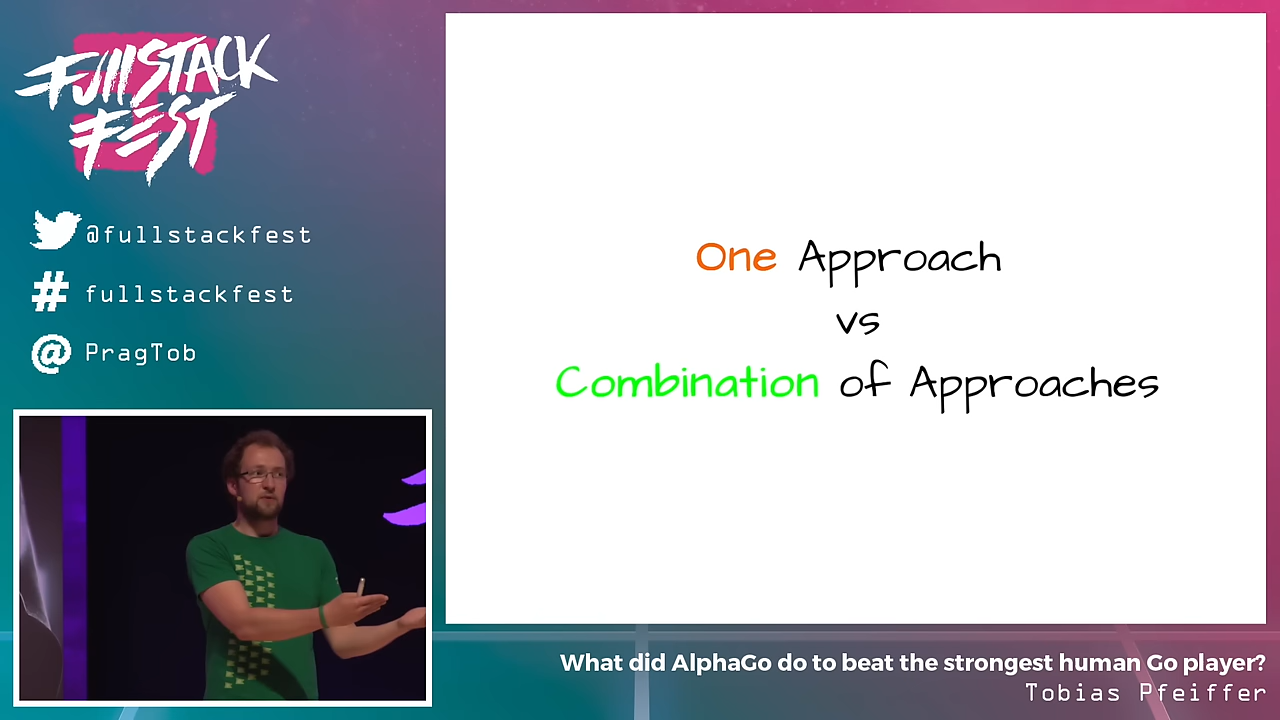 FullSTACK
FEST
@fullstackfest
# fullstackfest
@ PragTob
One Approach
vs
Combination of Approaches
What did AlphaGo do to beat the strongest human Go player?
Tobias Pfeiffer